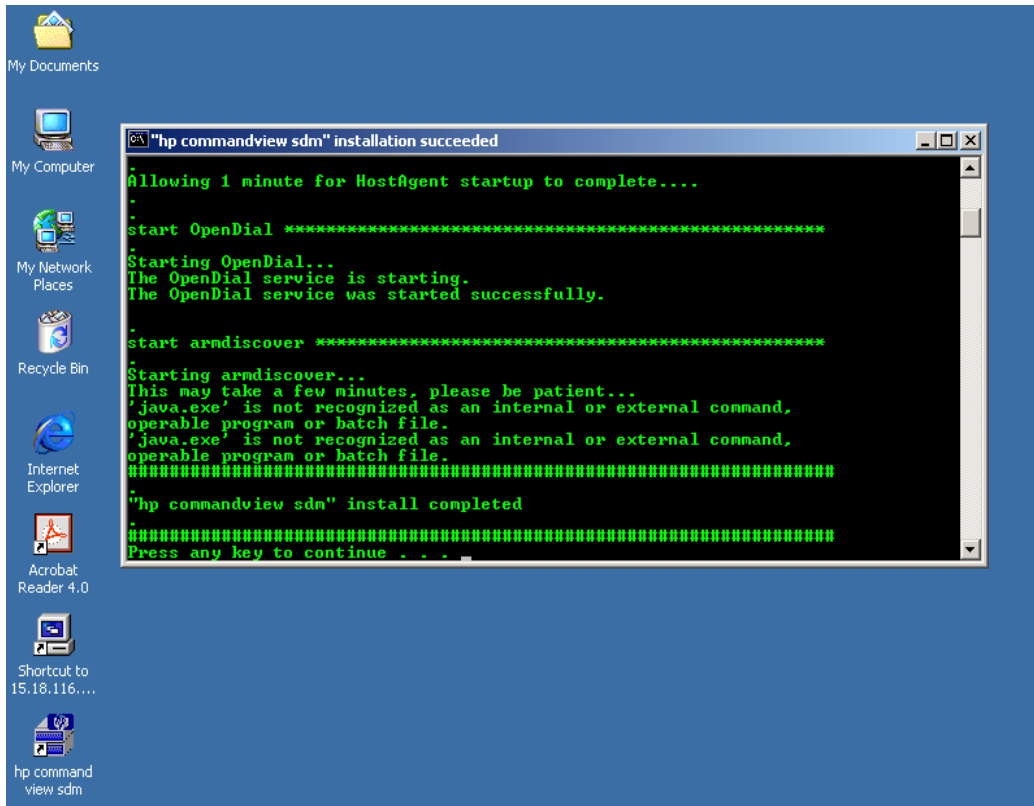 My Documents
My Computer
My Network
Places
Recycle Bin
Internet
Explorer
Acrobat
Reader 4.0
Shortcut to
15.18.116....
hp command
view sdm
"hp commandview sdm" installation succeeded
.
Allowing 1 minute for HostAgent startup to complete....
.
.
start OpenDial ****************************************************
.
Starting OpenDial...
The OpenDial service is starting.
The OpenDial service was started successfully.
.
start armdiscover *************************************************
.
Starting armdiscover...
This may take a few minutes, please be patient...
'java.exe' is not recognized as an internal or external command,
operable program or batch file.
'java.exe' is not recognized as an internal or external command,
operable program or batch file.
####################################################################
.
"hp commandview sdm" install completed
.
####################################################################
Press any key to continue . . . _